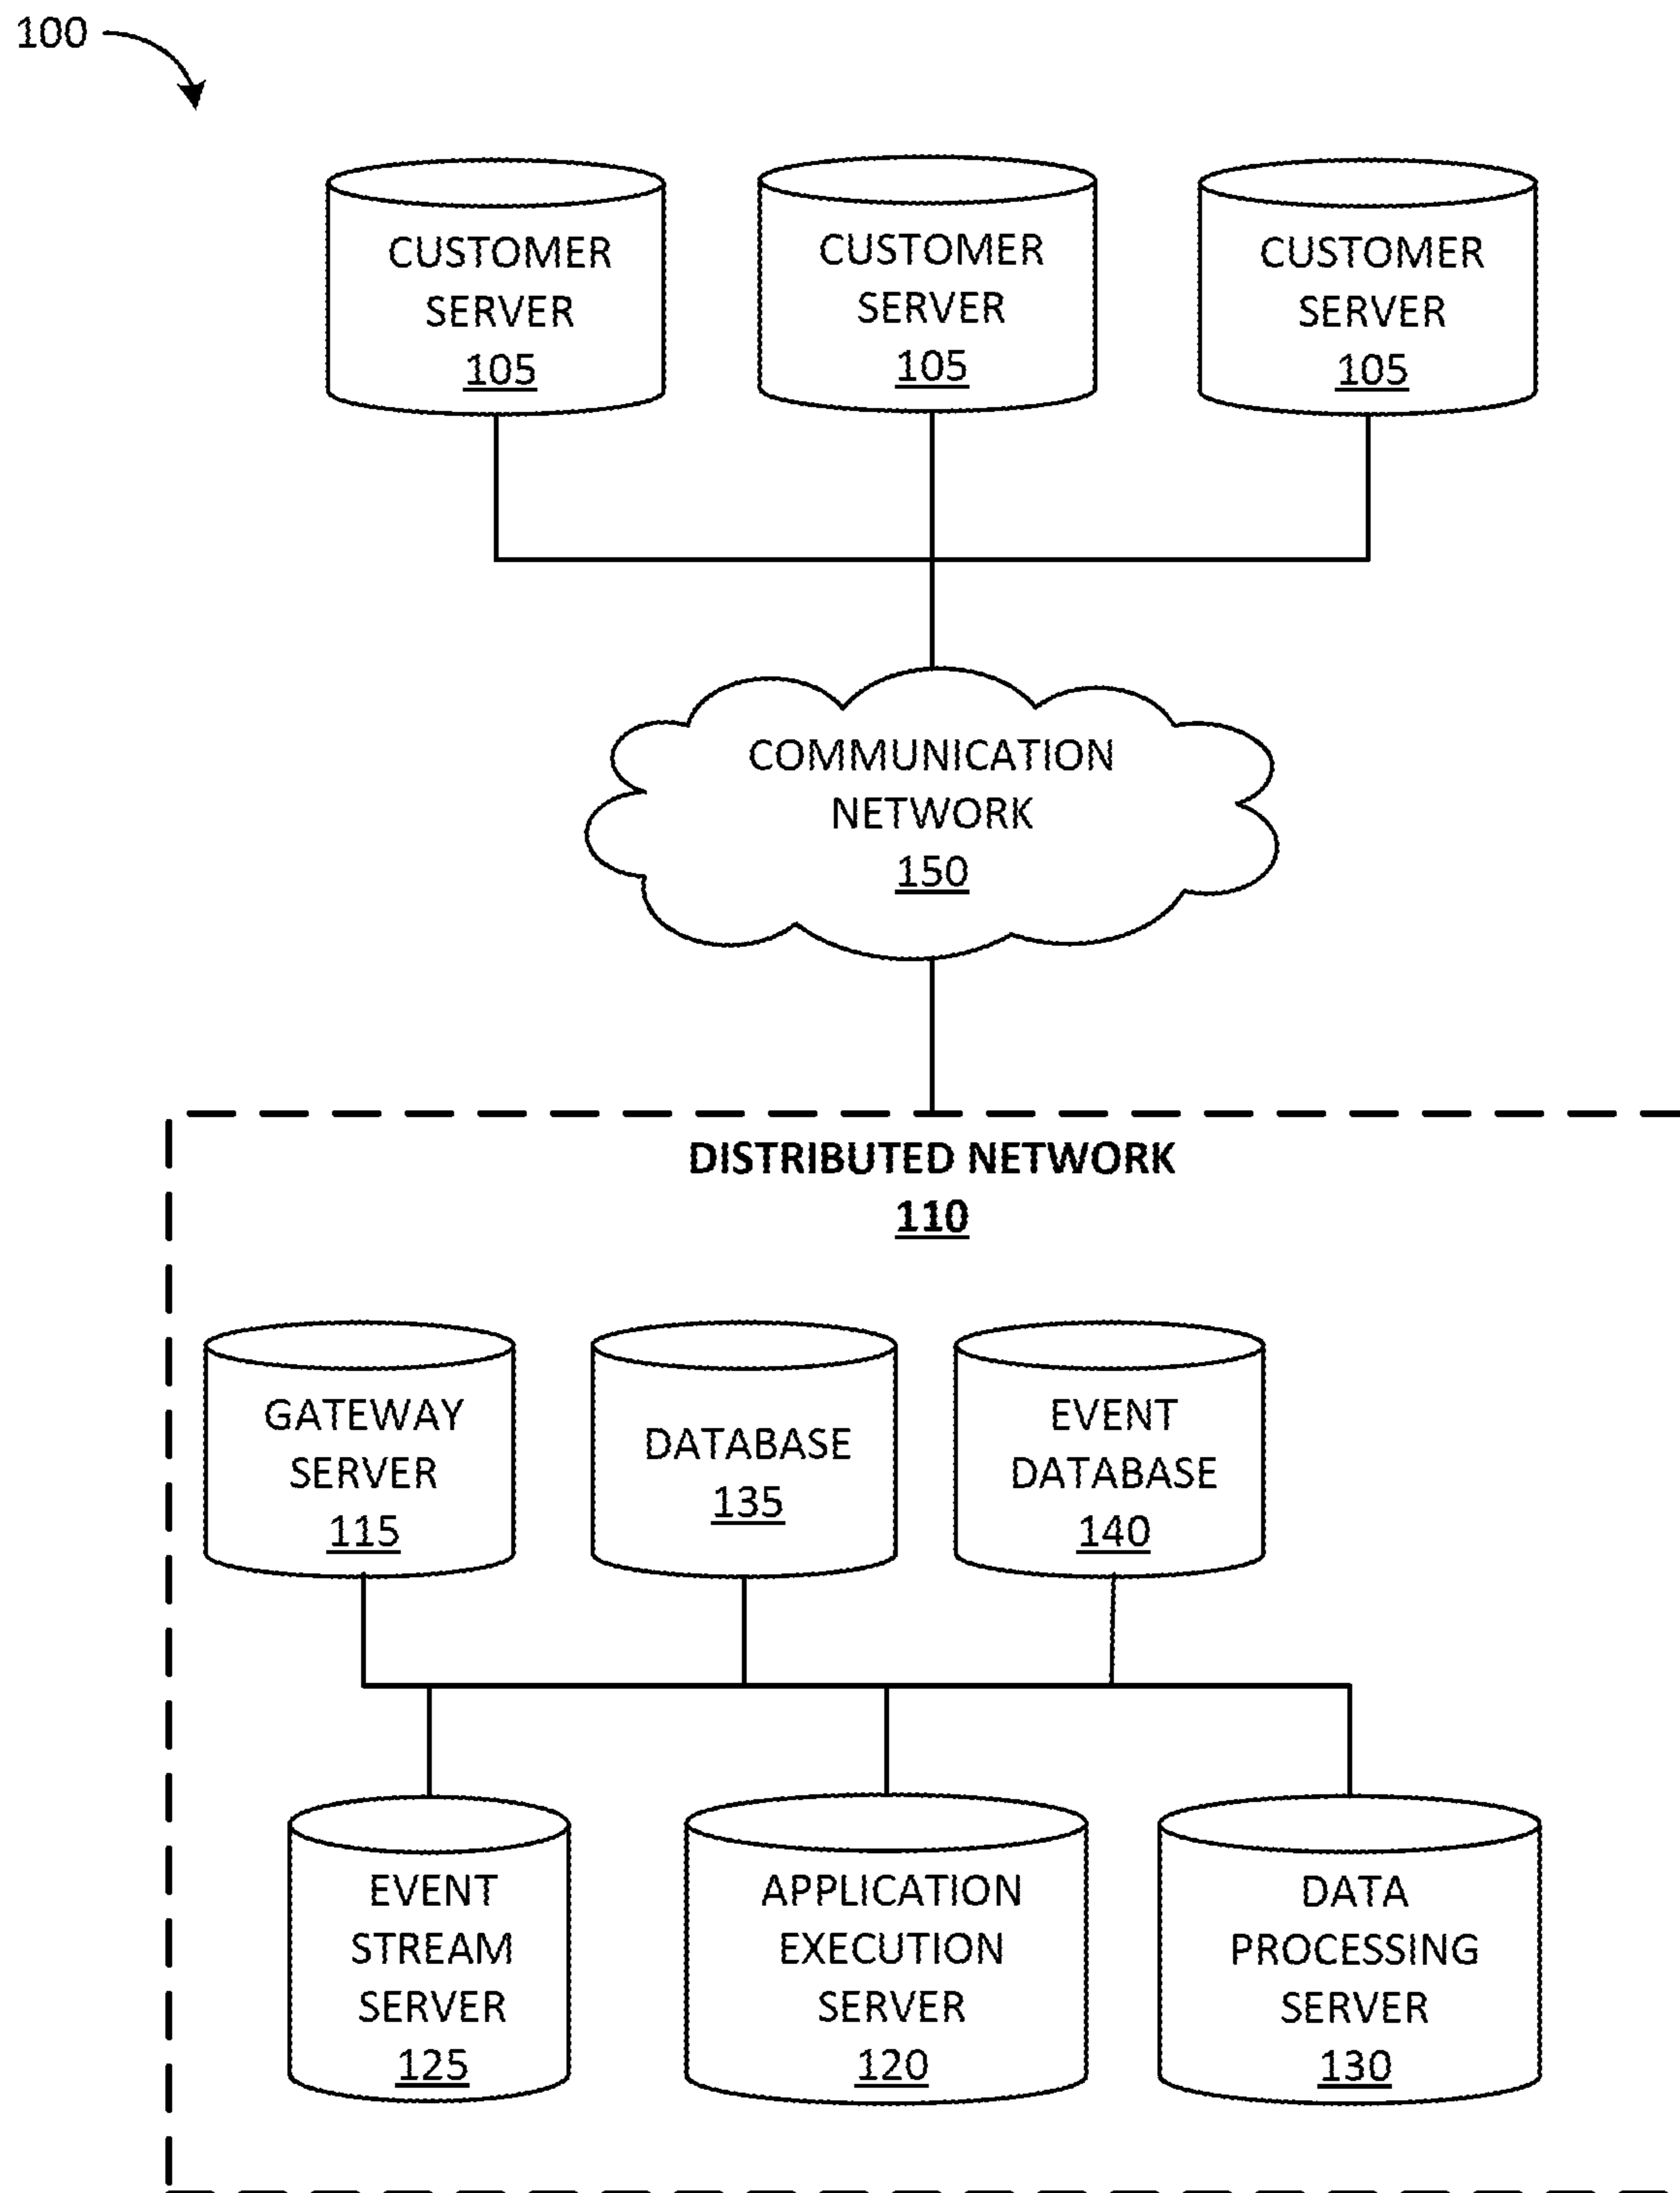 100
CUSTOMER
SERVER
105
CUSTOMER
SERVER
105
CUSTOMER
SERVER
105
COMMUNICATION
NETWORK
150
DISTRIBUTED NETWORK
110
GATEWAY
SERVER
115
DATABASE
135
EVENT
DATABASE
140
EVENT
STREAM
SERVER
125
APPLICATION
EXECUTION
SERVER
120
DATA
PROCESSING
SERVER
130